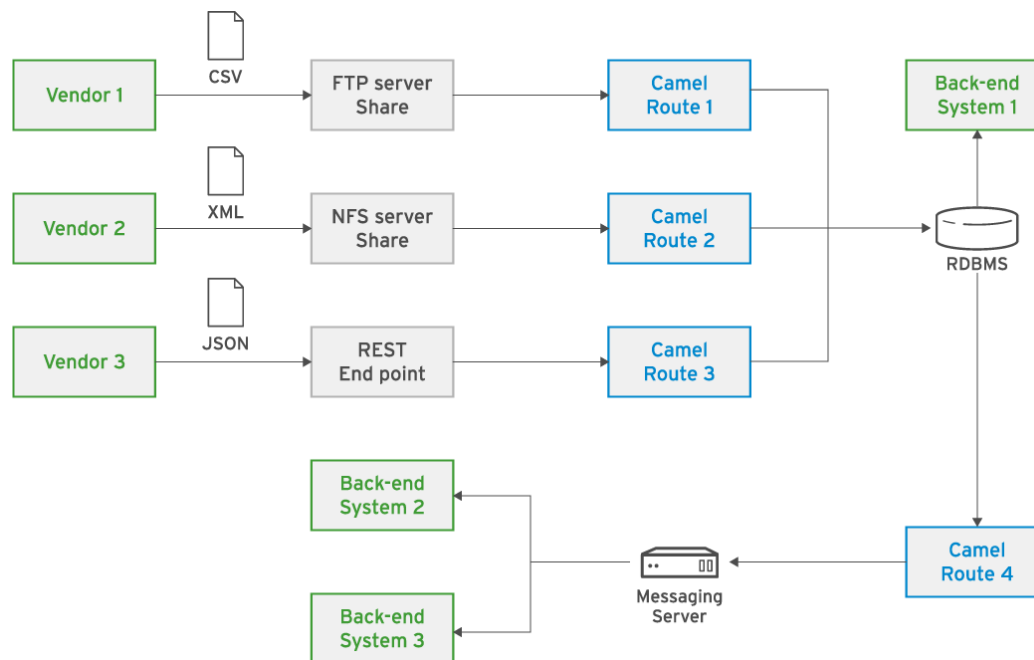 CSV
Vendor 1
FTP server
Share
Camel
Route 1
Back-end
System 1
XML
Vendor 2
NFS server
Share
Camel
Route 2
RDBMS
JSON
Vendor 3
REST
End point
Camel
Route 3
Back-end
System 2
Camel
Route 4
Messaging
Server
Back-end
System 3